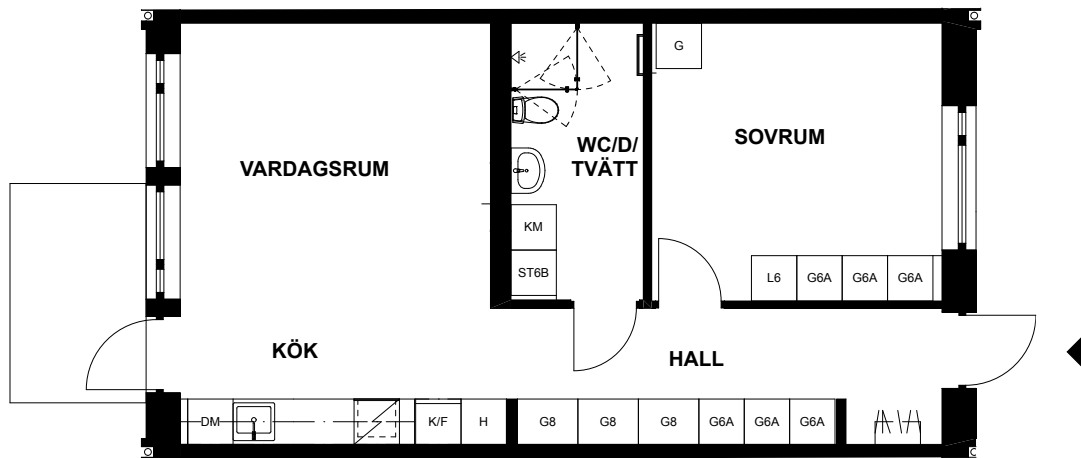 G
VARDAGSRUM
WC/D/
TVÄTT
SOVRUM
KM
ST6B
L6
G6A
G6A
G6A
KÖK
HALL
DM
K/F
H
G8
G8
G8
G6A
G6A
G6A